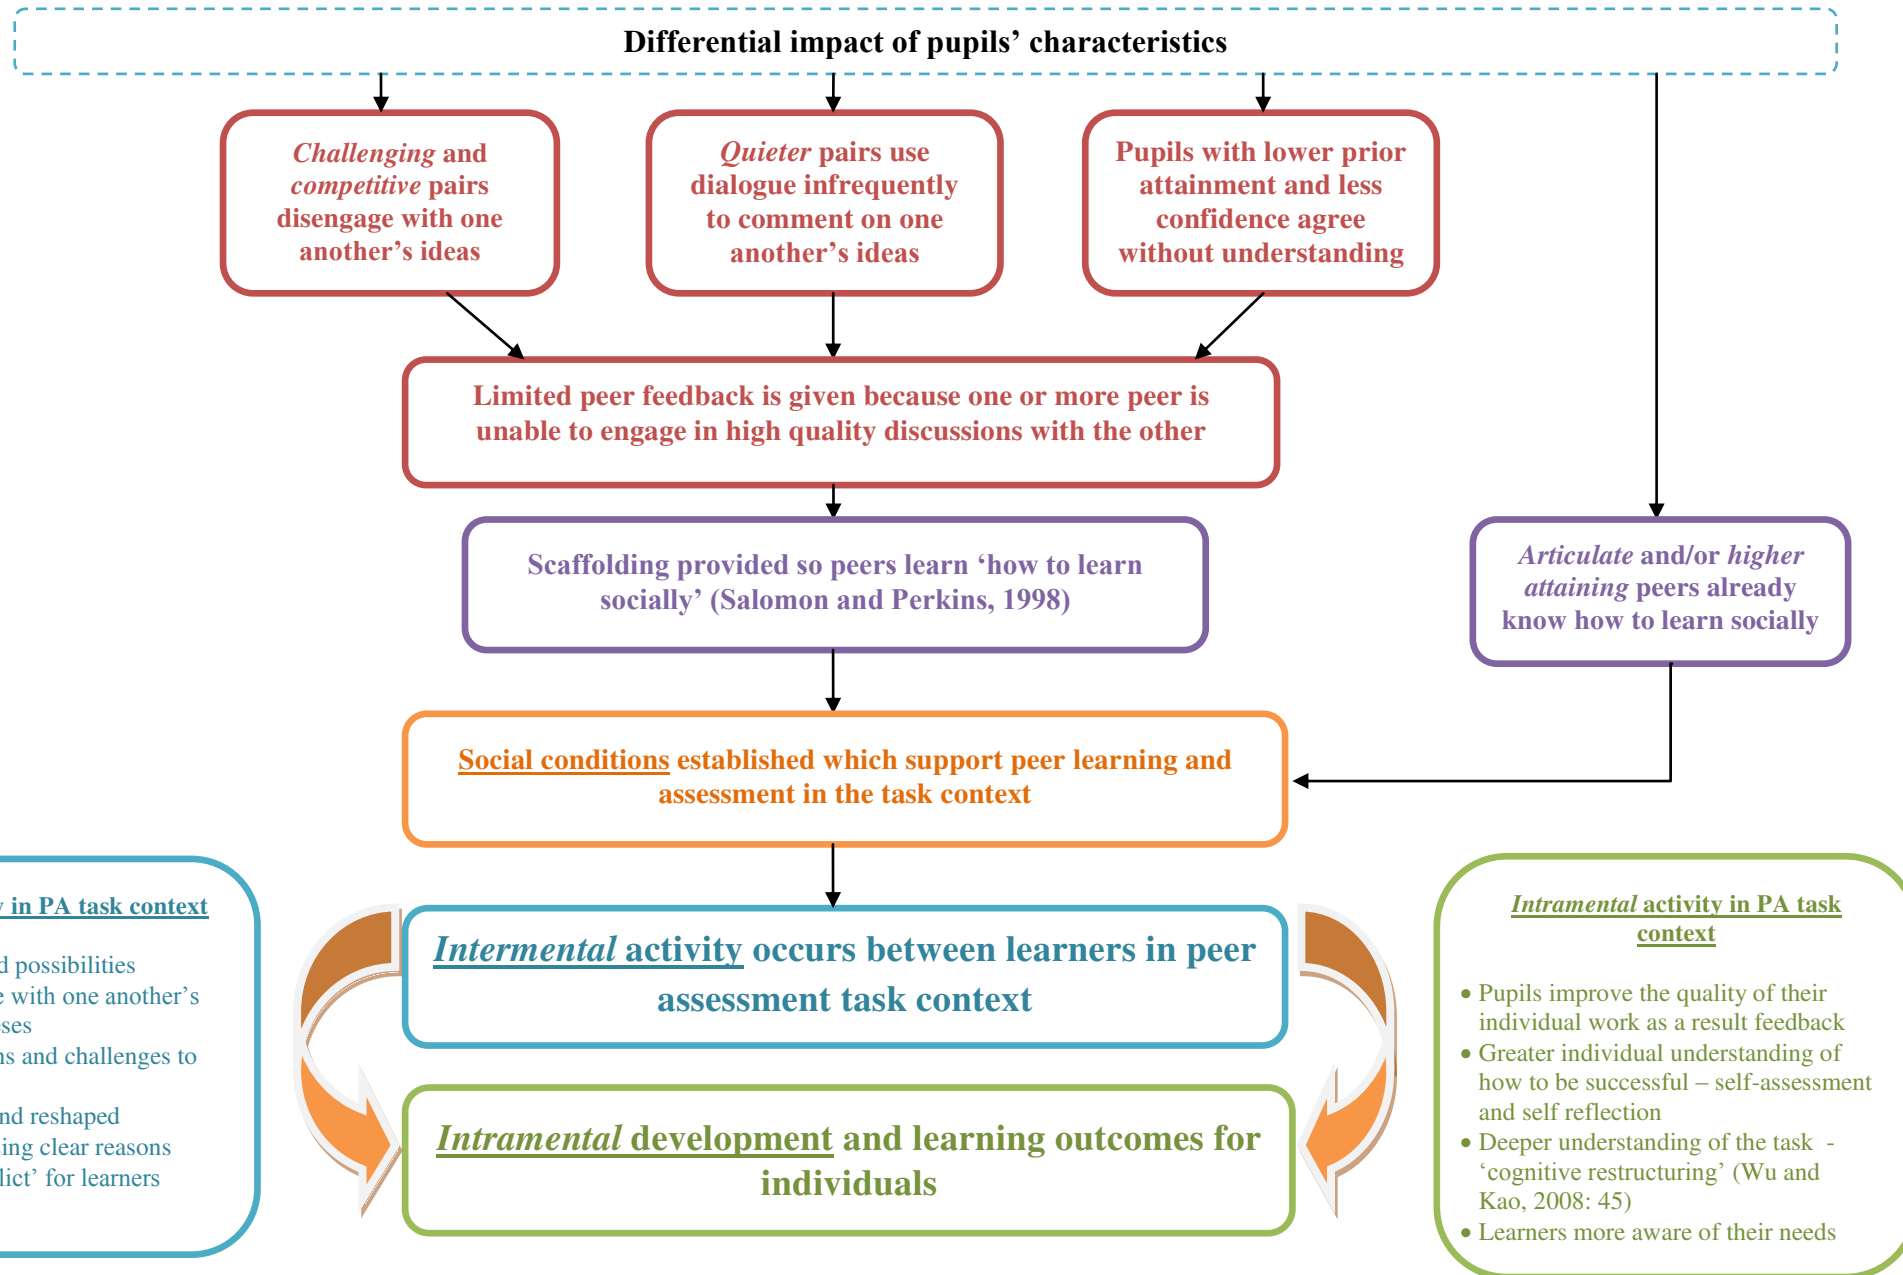 Differential impact of pupils’ characteristics
Challenging and
competitive pairs
disengage with one
another’s ideas
Quieter pairs use
dialogue infrequently
to comment on one
another’s ideas
Pupils with lower prior
attainment and less
confidence agree
without understanding
Limited peer feedback is given because one or more peer is
unable to engage in high quality discussions with the other
Scaffolding provided so peers learn ‘how to learn
socially’ (Salomon and Perkins, 1998)
Articulate and/or higher
attaining peers already
know how to learn socially
Social conditions established which support peer learning and
assessment in the task context
in PA task context
possibilities
with one another’s
and challenges to
reshaped
clear reasons
for learners
Intermental activity occurs between learners in peer
assessment task context
Intramental development and learning outcomes for
individuals
Intramental activity in PA task
context
• Pupils improve the quality of their
individual work as a result feedback
• Greater individual understanding of
how to be successful – self-assessment
and self reflection
• Deeper understanding of the task -
‘cognitive restructuring’ (Wu and
Kao, 2008: 45)
• Learners more aware of their needs